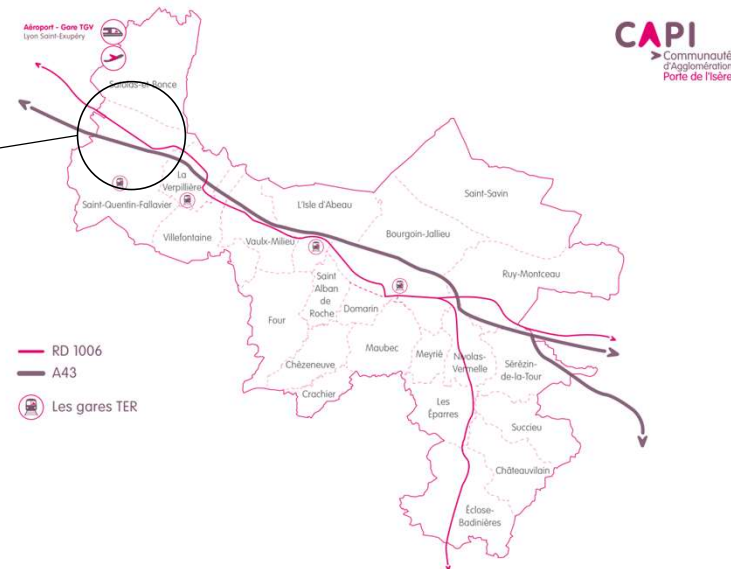 Aéroport - Gare TGV
Lyon Saint-Exupéry
CAPI
Communauté
d'Agglomération
Porte de l'Isère
Satolas-et-Bonce
La
Verpillière
Saint-Quentin-Fallavier
Villefontaine
L'Isle d'Abeau
Saint-Savin
Bourgoin-Jallieu
Vaulx-Milieu
Ruy-Montceau
Saint
Alban
de
Roche
Domarin
Four
Maubec
Meyrié
Nivolas-
Vermelle
Sérézin-
de-la-Tour
Chèzeneuve
Crachier
Les
Éparres
Succieu
Châteauvilain
Éclose-
Badinières
RD 1006
A43
Les gares TER